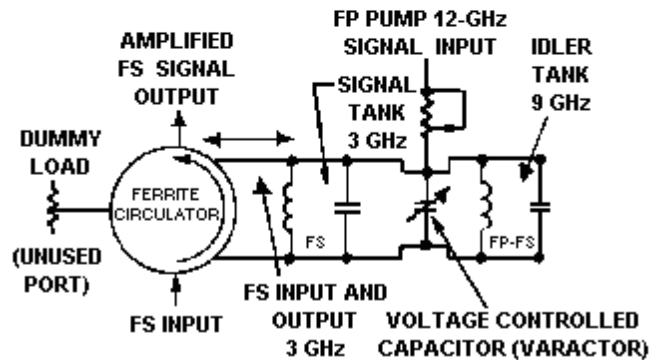 AMPLIFIED
FS SIGNAL
OUTPUT
FP PUMP 12-GHz
SIGNAL INPUT
SIGNAL
TANK
3 GHz
IDLER
TANK
9 GHz
DUMMY
LOAD
(UNUSED
PORT)
FERRITE
CIRCULATOR
FS
FP-FS
FS INPUT
FS INPUT AND
OUTPUT
3 GHz
VOLTAGE CONTROLLED
CAPACITOR (VARACTOR)